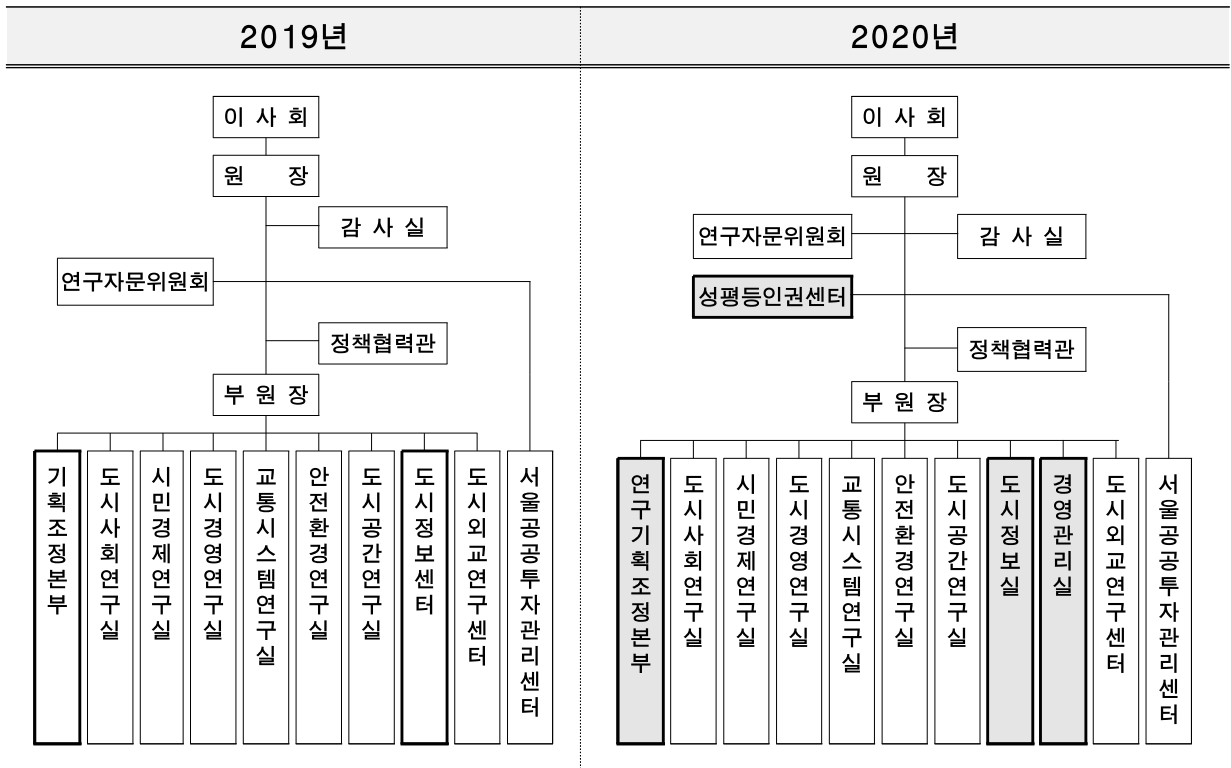 2019년
이 사 회
원 장
감 사 실
연구자문위원회
정책협력관
부 원 장
기획조정본부
도시사회연구실
시민경제연구실
도시경영연구실
교통시스템연구실
안전환경연구실
도시공간연구실
도시정보센터
도시외교연구센터
서울공공투자관리센터
2020년
이 사 회
원 장
연구자문위원회
감 사 실
성평등인권센터
정책협력관
부 원 장
연구기획조정본부
도시사회연구실
시민경제연구실
도시경영연구실
교통시스템연구실
안전환경연구실
도시공간연구실
도시정보실
경영관리실
도시외교연구센터
서울공공투자관리센터